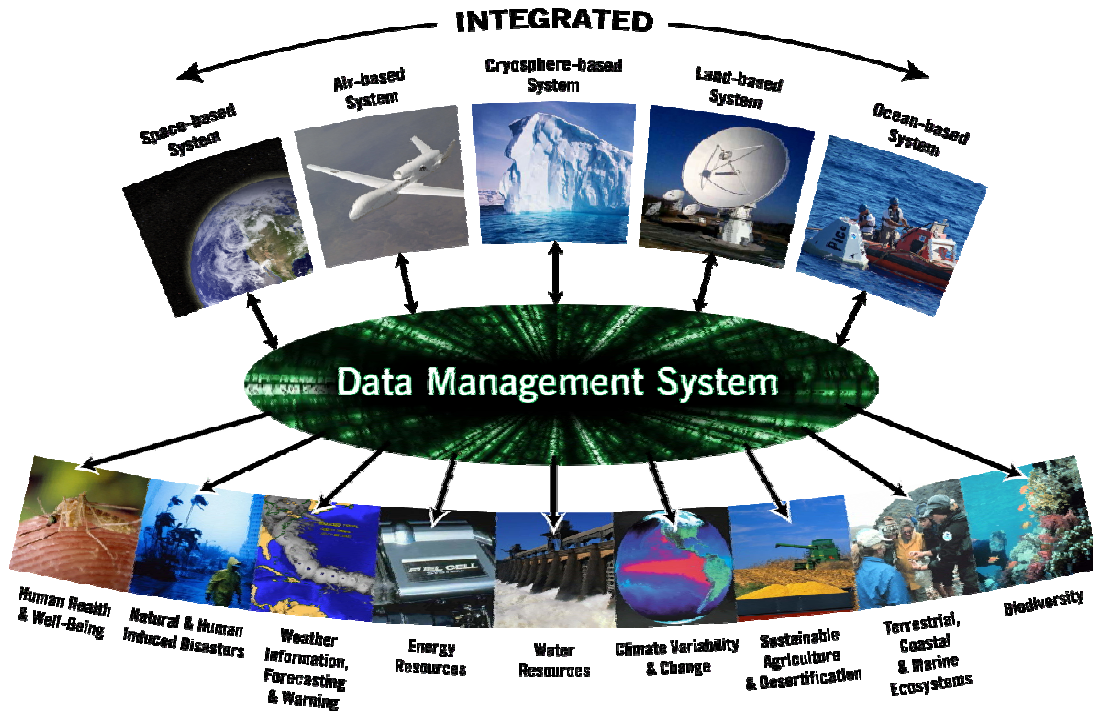 INTEGRATED
Space-based
System
Air-based
System
Cryosphere-based
System
Land-based
System
Ocean-based
System
Data Management System
FUEL CELL
Human Health
& Well-Being
Natural & Human
Induced Disasters
Weather
Information,
Forecasting
& Warning
Energy
Resources
Water
Resources
Climate Variability
& Change
Sustainable
Agriculture
& Desertification
Terrestrial,
Coastal
& Marine
Ecosystems
Biodiversity